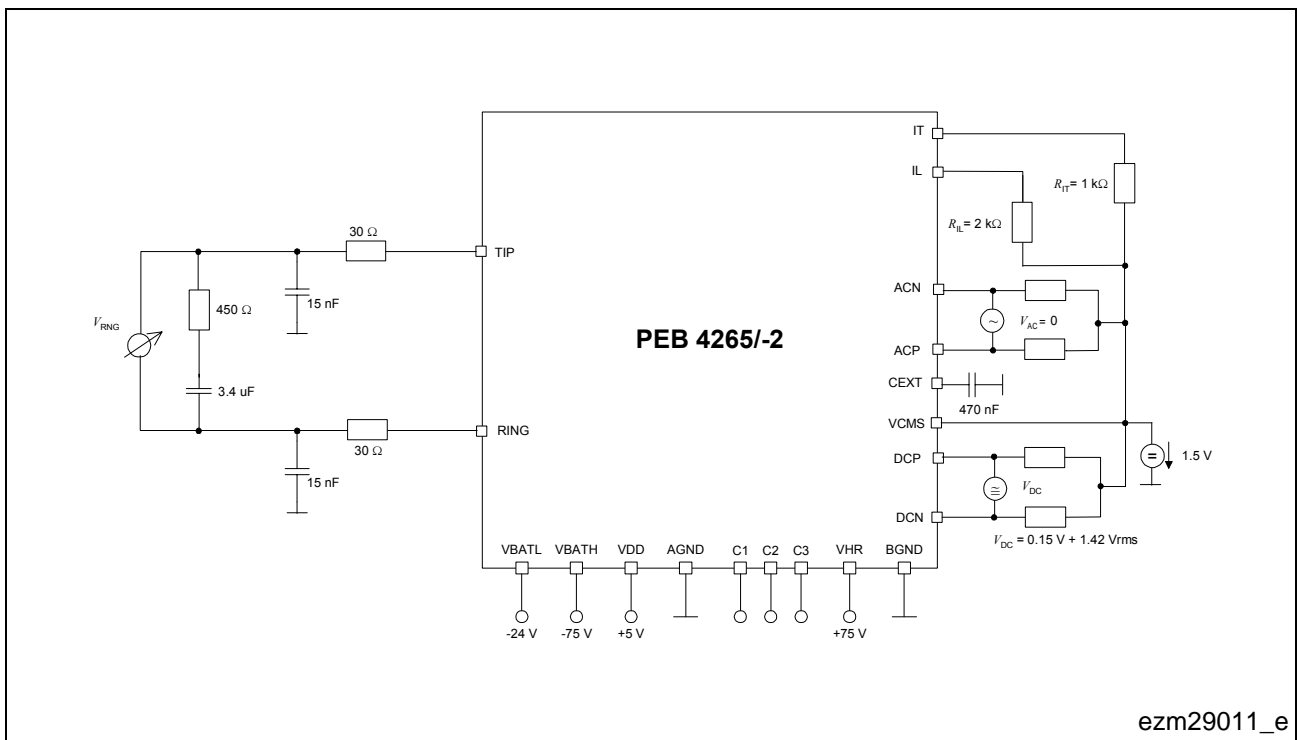 IT
IL
R_IT = 1 kΩ
R_IL = 2 kΩ
30 Ω
TIP
450 Ω
15 nF
V_RNG
3.4 uF
PEB 4265/-2
ACN
V_AC = 0
ACP
CEXT
470 nF
VCMS
RING
30 Ω
15 nF
DCP
1.5 V
V_DC
DCN
V_DC = 0.15 V + 1.42 Vrms
VBATL VBATH VDD AGND C1 C2 C3 VHR BGND
-24 V -75 V +5 V +75 V
ezm29011_e